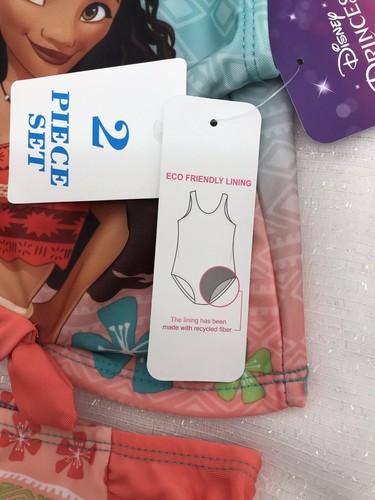 Disney
PRINCESS
2
PIECE
SET
ECO FRIENDLY LINING
The lining has been
made with recycled fiber.